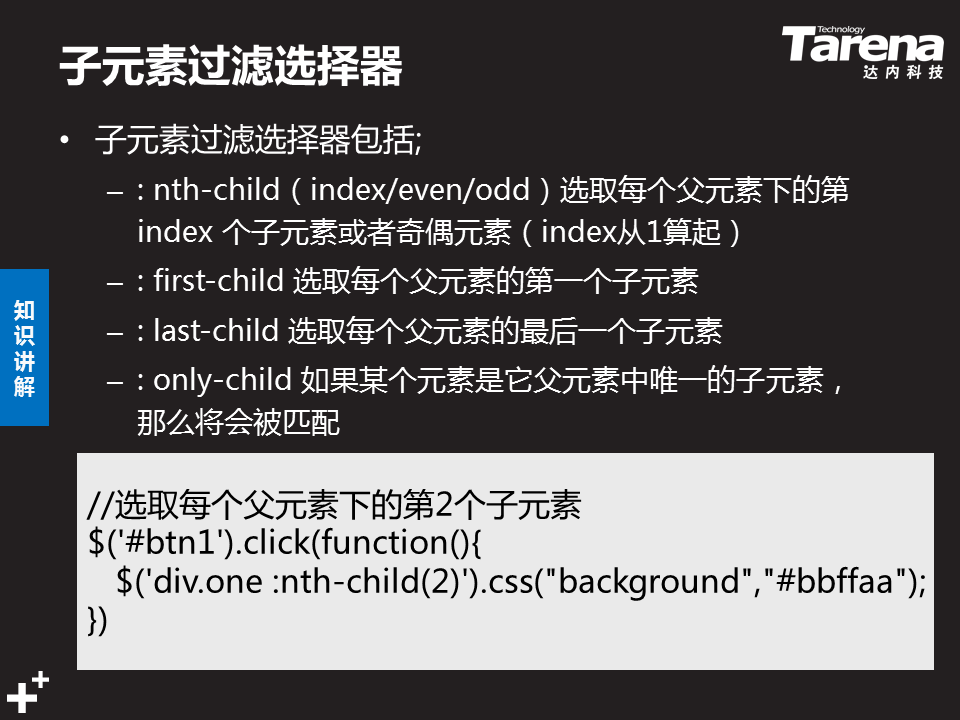 子元素过滤选择器
Technology
Tarena
达内科技
• 子元素过滤选择器包括;
– : nth-child（index/even/odd）选取每个父元素下的第
index 个子元素或者奇偶元素（index从1算起）
– : first-child 选取每个父元素的第一个子元素
– : last-child 选取每个父元素的最后一个子元素
– : only-child 如果某个元素是它父元素中唯一的子元素，
那么将会被匹配
知
识
讲
解
//选取每个父元素下的第2个子元素
$('#btn1').click(function(){
$('div.one :nth-child(2)').css("background","#bbffaa");
})